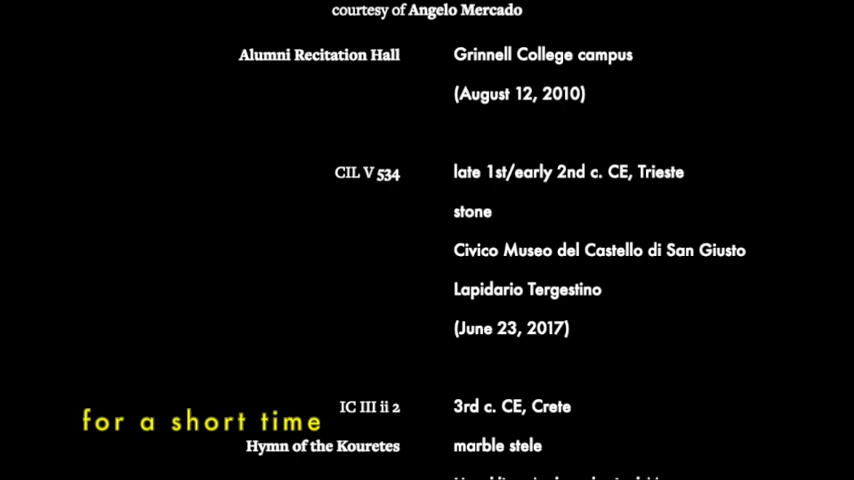 courtesy of Angelo Mercado
Alumni Recitation Hall Grinnell College campus
(August 12, 2010)
CIL V 534 late 1st/early 2nd c. CE, Trieste
stone
Civico Museo del Castello di San Giusto
Lapidario Tergestino
(June 23, 2017)
IC III ii 2 3rd c. CE, Crete
for a short time
Hymn of the Kouretes marble stele